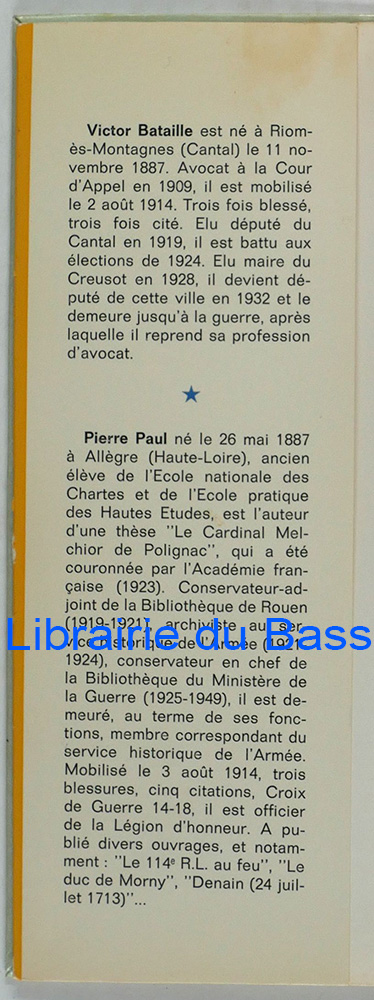 Victor Bataille est né à Riom-
ès-Montagnes (Cantal) le 11 no-
vembre 1887. Avocat à la Cour
d'Appel en 1909, il est mobilisé
le 2 août 1914. Trois fois blessé,
trois fois cité. Elu député du
Cantal en 1919, il est battu aux
élections de 1924. Elu maire du
Creusot en 1928, il devient dé-
puté de cette ville en 1932 et le
demeure jusqu'à la guerre, après
laquelle il reprend sa profession
d'avocat.
Pierre Paul né le 26 mai 1887
à Allègre (Haute-Loire), ancien
élève de l'Ecole nationale des
Chartes et de l'Ecole pratique
des Hautes Etudes, est l'auteur
d'une thèse "Le Cardinal Mel-
chior de Polignac", qui a été
couronnée par l'Académie fran-
çaise (1923). Conservateur-ad-
joint de la Bibliothèque de Rouen
(1919-1921), archiviste au ser-
vice historique de l'Armée (1921-
1924), conservateur en chef de
la Bibliothèque du Ministère de
la Guerre (1925-1949), il est de-
meuré, au terme de ses fonc-
tions, membre correspondant du
service historique de l'Armée.
Mobilisé le 3 août 1914, trois
blessures, cinq citations, Croix
de Guerre 14-18, il est officier
de la Légion d'honneur. A pu-
blié divers ouvrages, et notam-
ment : "Le 114e R.L. au feu", "Le
duc de Morny", "Denain (24 juil-
let 1713)"...
Librairie du Bass